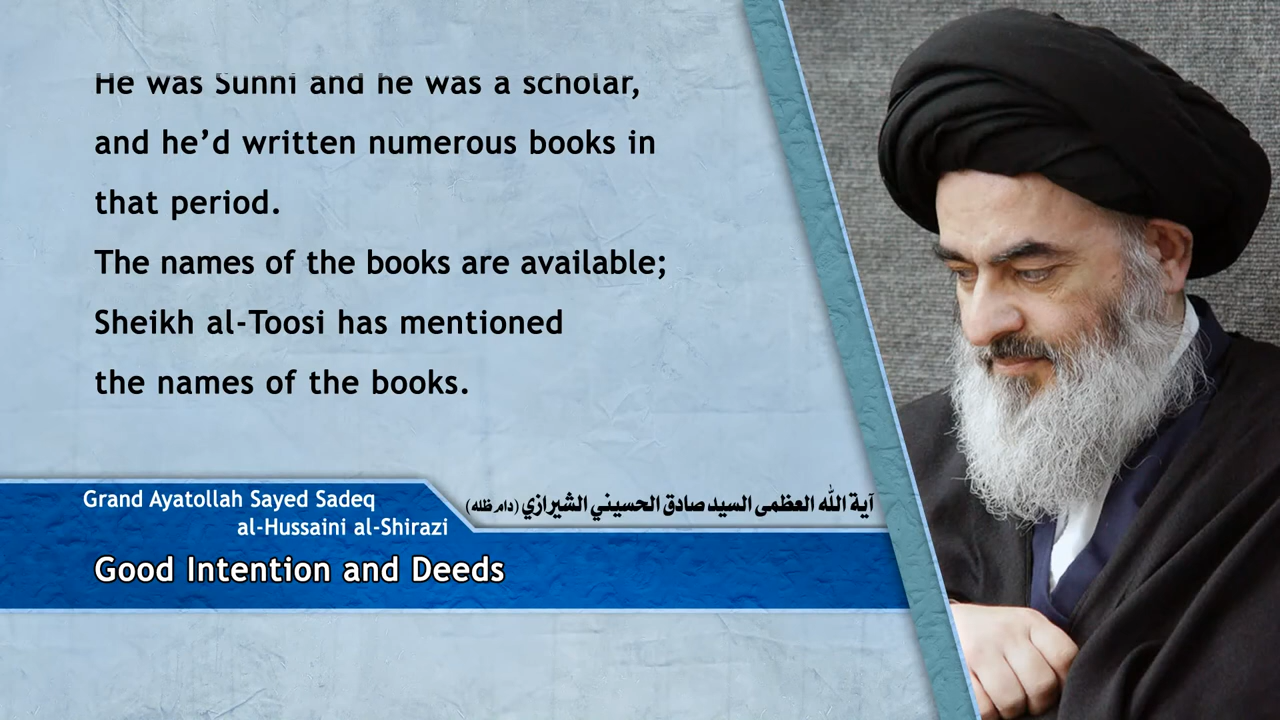 He was Sunni and he was a scholar,
and he’d written numerous books in
that period.
The names of the books are available;
Sheikh al-Toosi has mentioned
the names of the books.
Grand Ayatollah Sayed Sadeq
al-Hussaini al-Shirazi
آية الله العظمى السيد صادق الحسيني الشيرازي (دام ظله)
Good Intention and Deeds